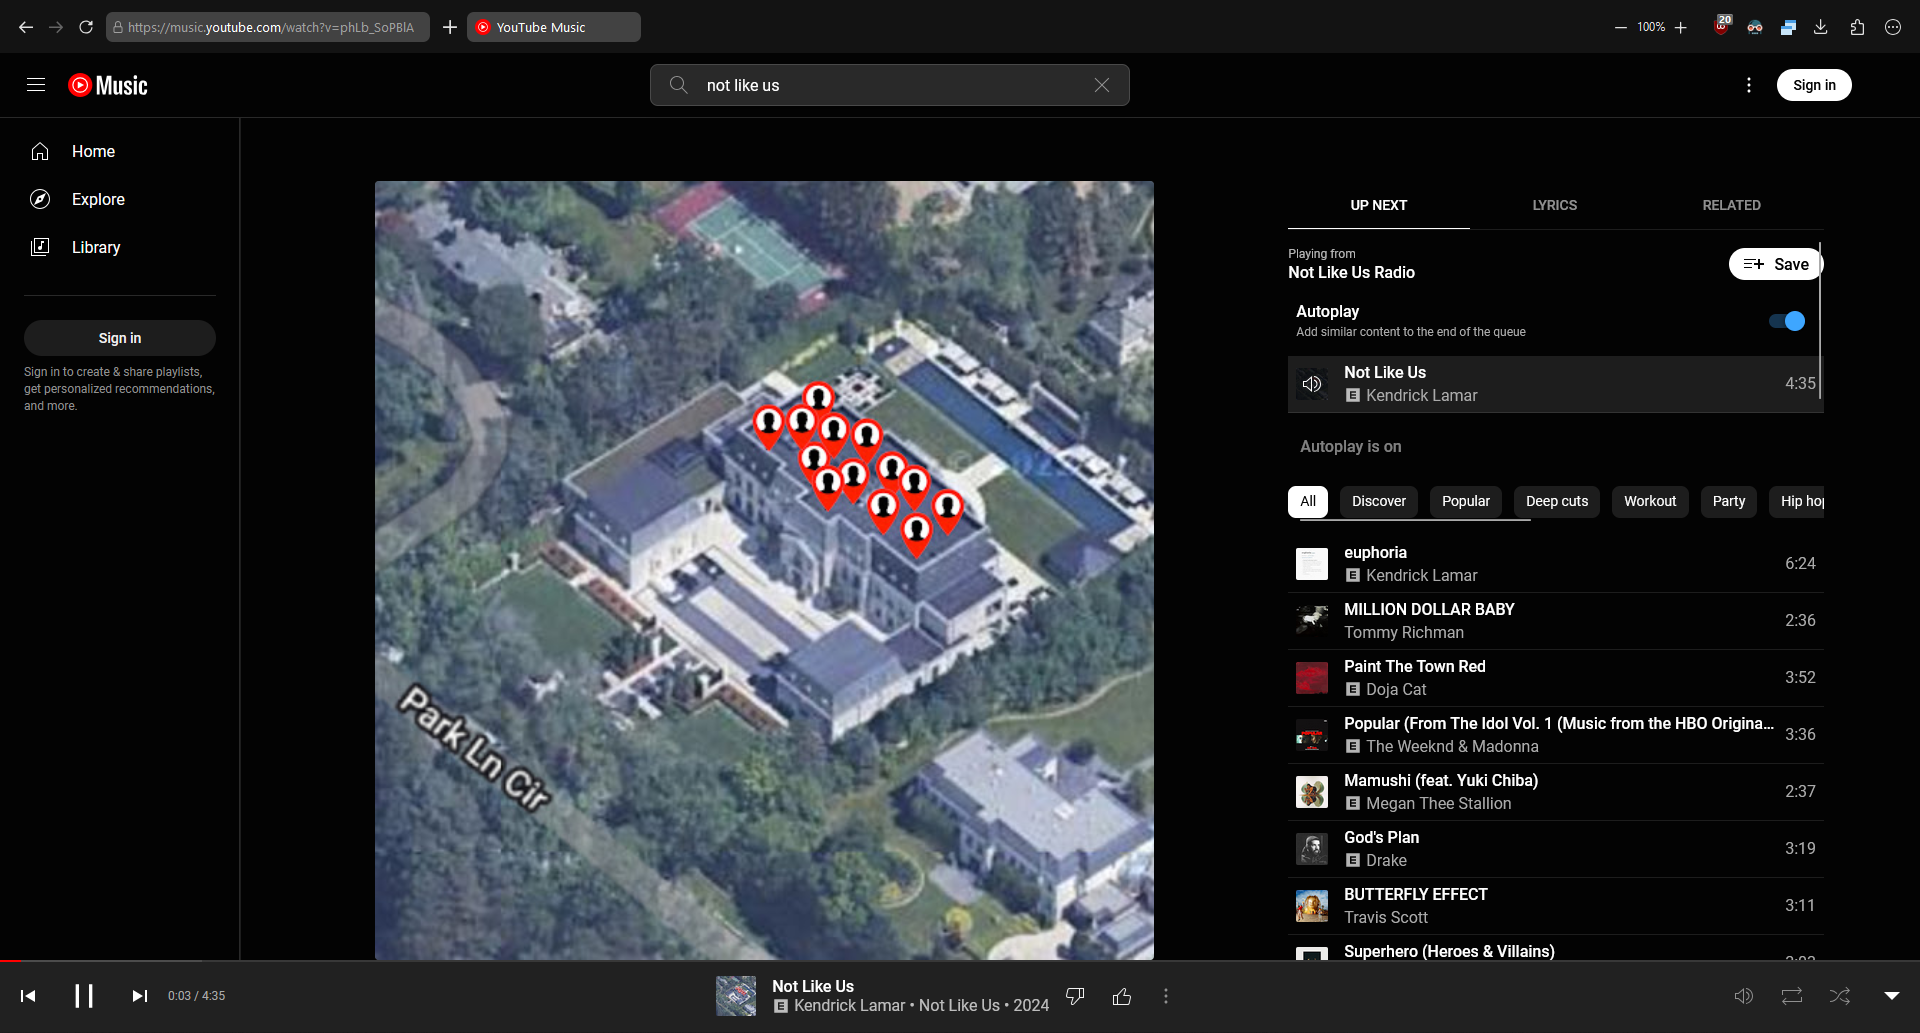 https://music.youtube.com/watch?v=phLb_SoPBlA
YouTube Music
100%
20
Music
not like us
Sign in
Home
Explore
Library
Sign in
Sign in to create & share playlists,
get personalized recommendations,
and more.
Park Ln Cir
UP NEXT
LYRICS
RELATED
Playing from
Not Like Us Radio
Save
Autoplay
Add similar content to the end of the queue
Not Like Us
E Kendrick Lamar
4:35
Autoplay is on
All
Discover
Popular
Deep cuts
Workout
Party
Hip hop
euphoria
E Kendrick Lamar
6:24
MILLION DOLLAR BABY
Tommy Richman
2:36
Paint The Town Red
E Doja Cat
3:52
Popular (From The Idol Vol. 1 (Music from the HBO Origina...
E The Weeknd & Madonna
3:36
Mamushi (feat. Yuki Chiba)
E Megan Thee Stallion
2:37
God's Plan
E Drake
3:19
BUTTERFLY EFFECT
Travis Scott
3:11
Superhero (Heroes & Villains)
0:03 / 4:35
Not Like Us
E Kendrick Lamar • Not Like Us • 2024